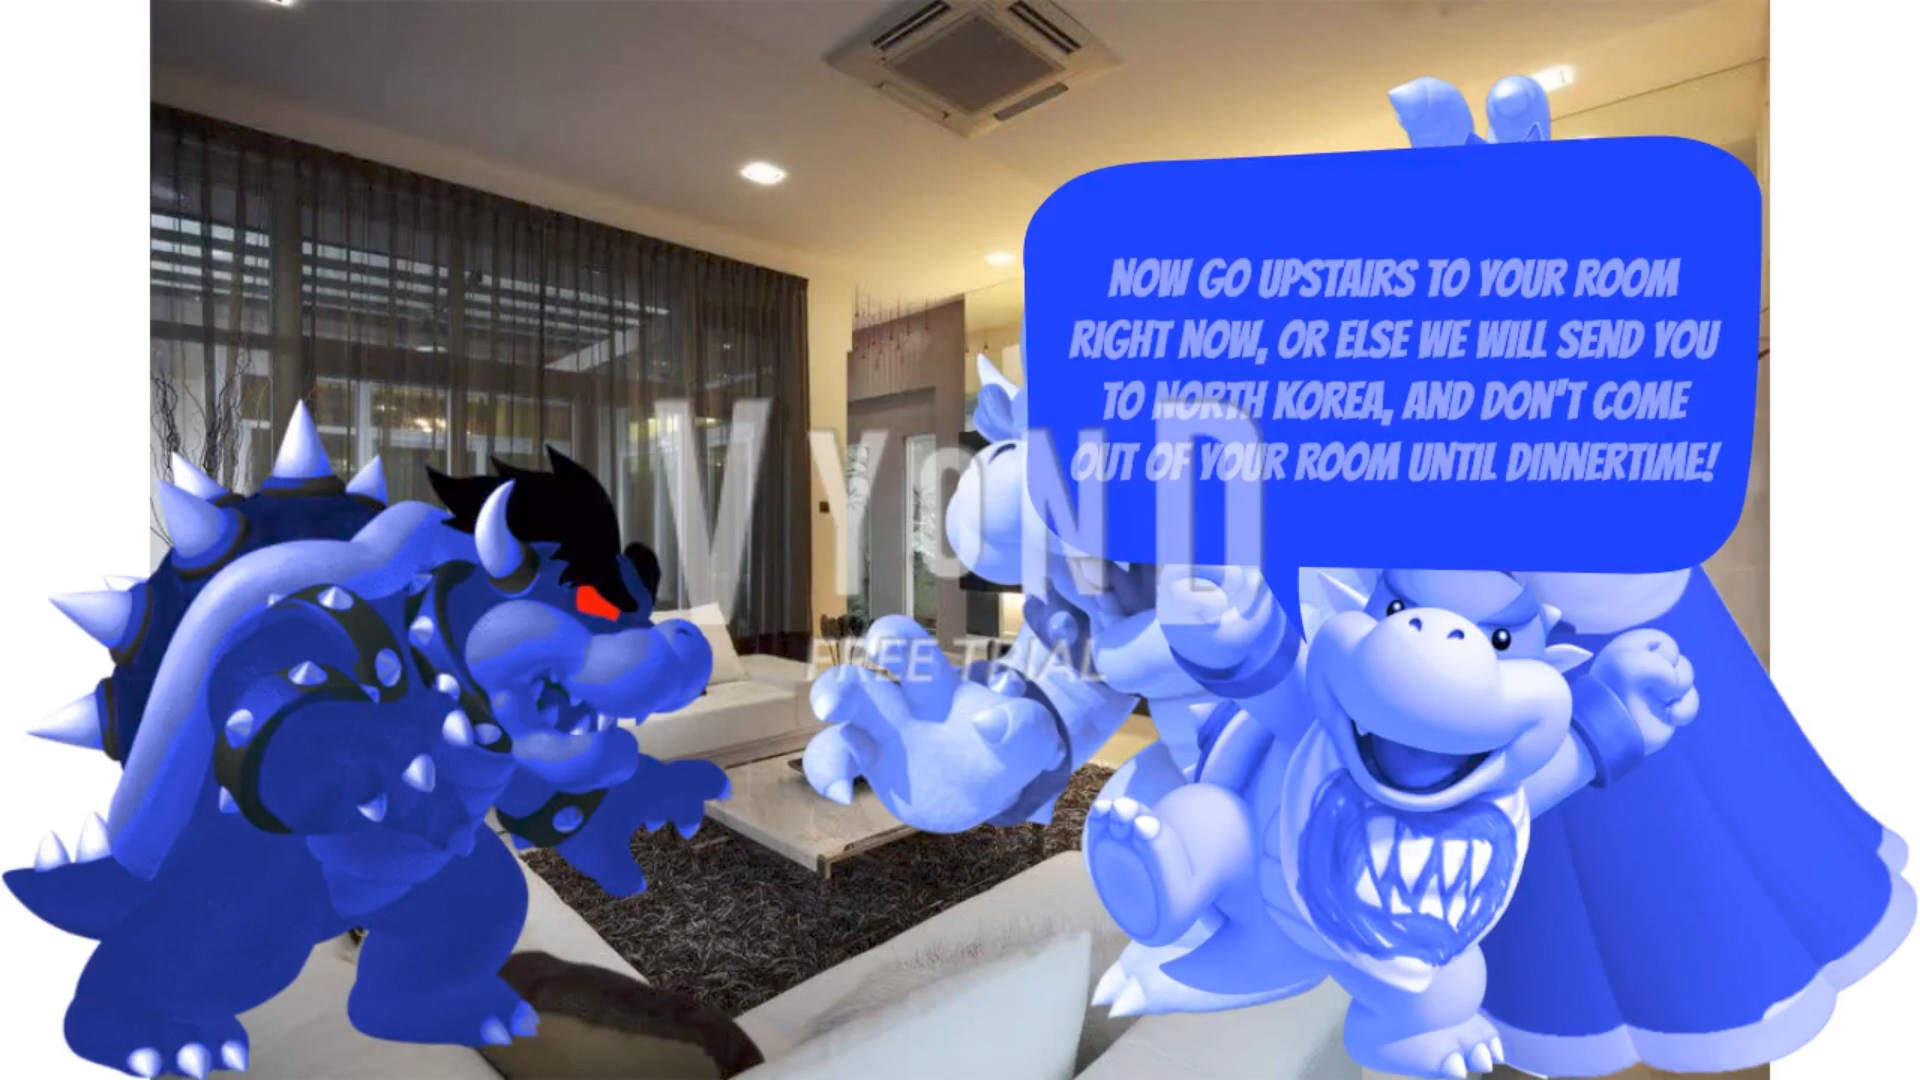 NOW GO UPSTAIRS TO YOUR ROOM
RIGHT NOW, OR ELSE WE WILL SEND YOU
TO NORTH KOREA, AND DON'T COME
OUT OF YOUR ROOM UNTIL DINNERTIME!
VYOND
FREE TRIAL